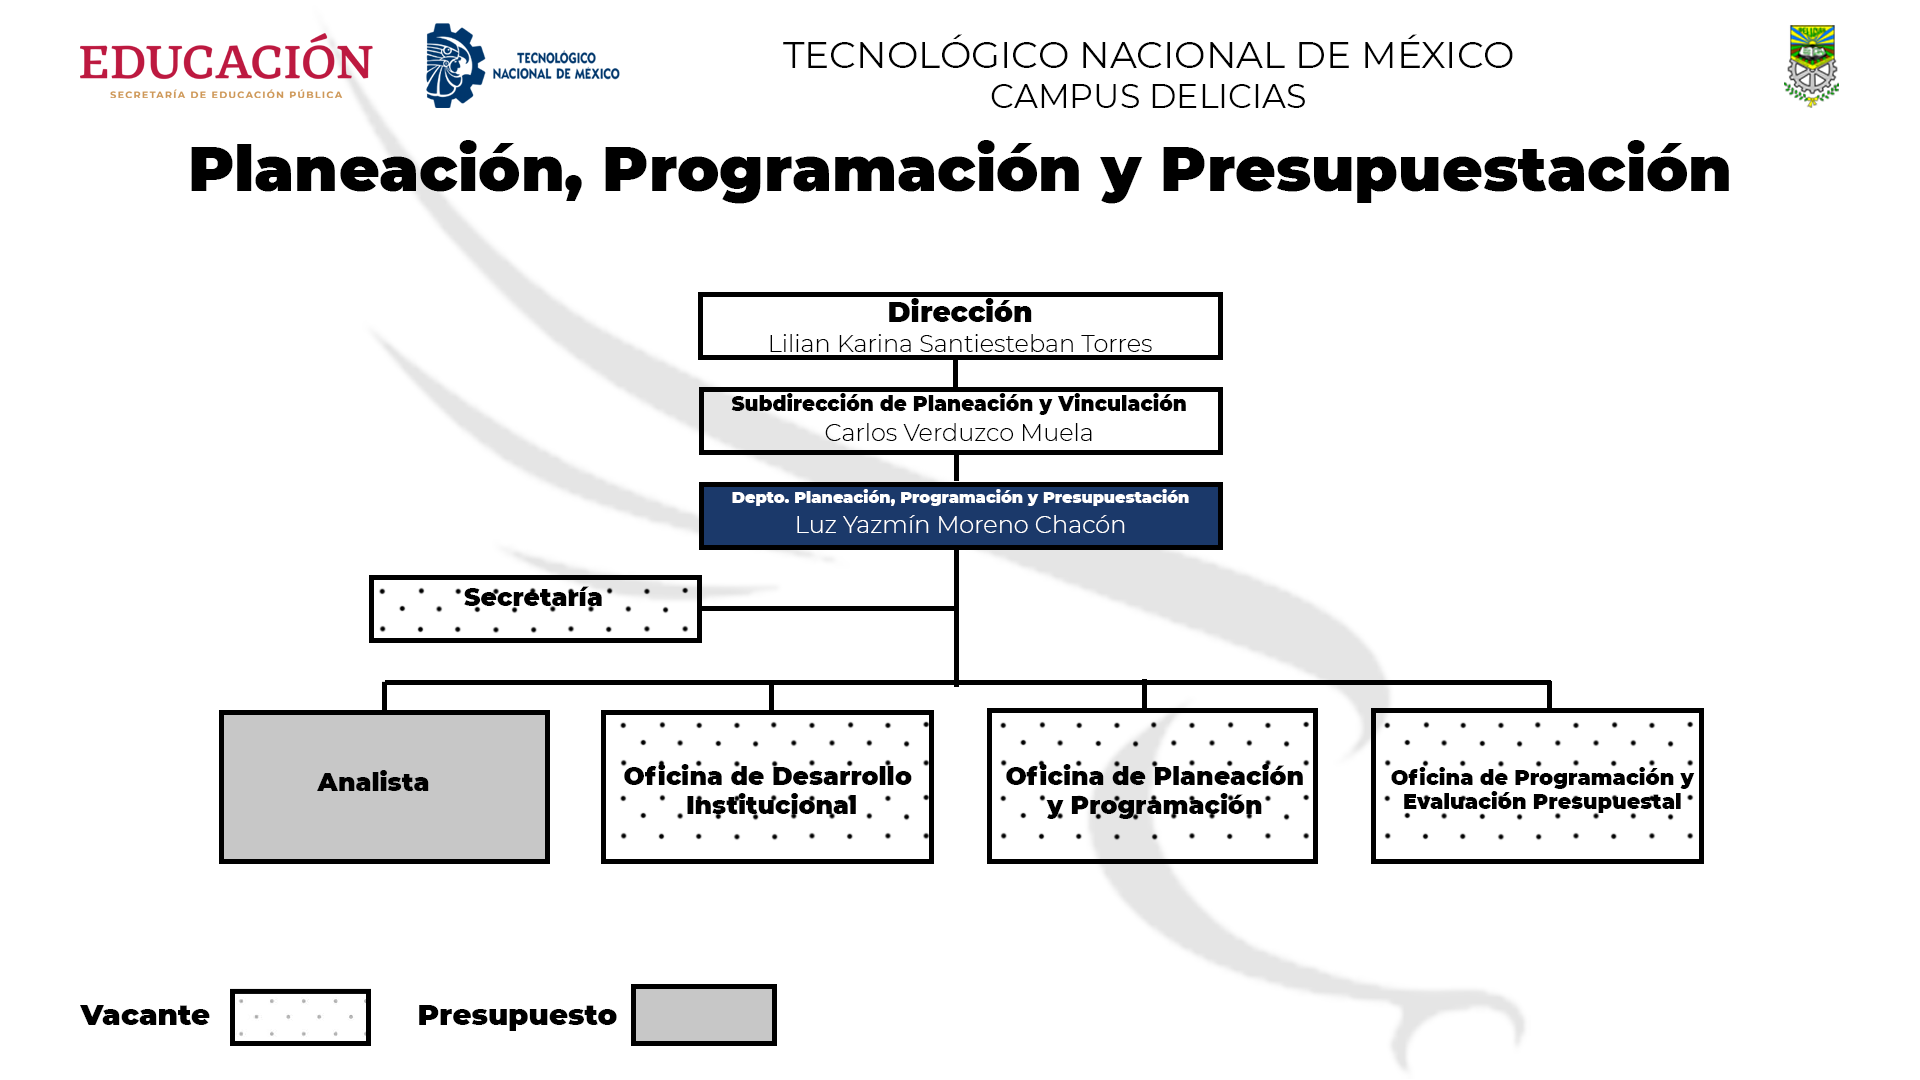 EDUCACIÓN
SECRETARÍA DE EDUCACIÓN PÚBLICA
TECNOLÓGICO
NACIONAL DE MÉXICO
TECNOLÓGICO NACIONAL DE MÉXICO
CAMPUS DELICIAS
Planeación, Programación y Presupuestación
Dirección
Lilian Karina Santiesteban Torres
Subdirección de Planeación y Vinculación
Carlos Verduzco Muela
Depto. Planeación, Programación y Presupuestación
Luz Yazmín Moreno Chacón
Secretaría
Analista
Oficina de Desarrollo
Institucional
Oficina de Planeación
y Programación
Oficina de Programación y
Evaluación Presupuestal
Vacante
Presupuesto